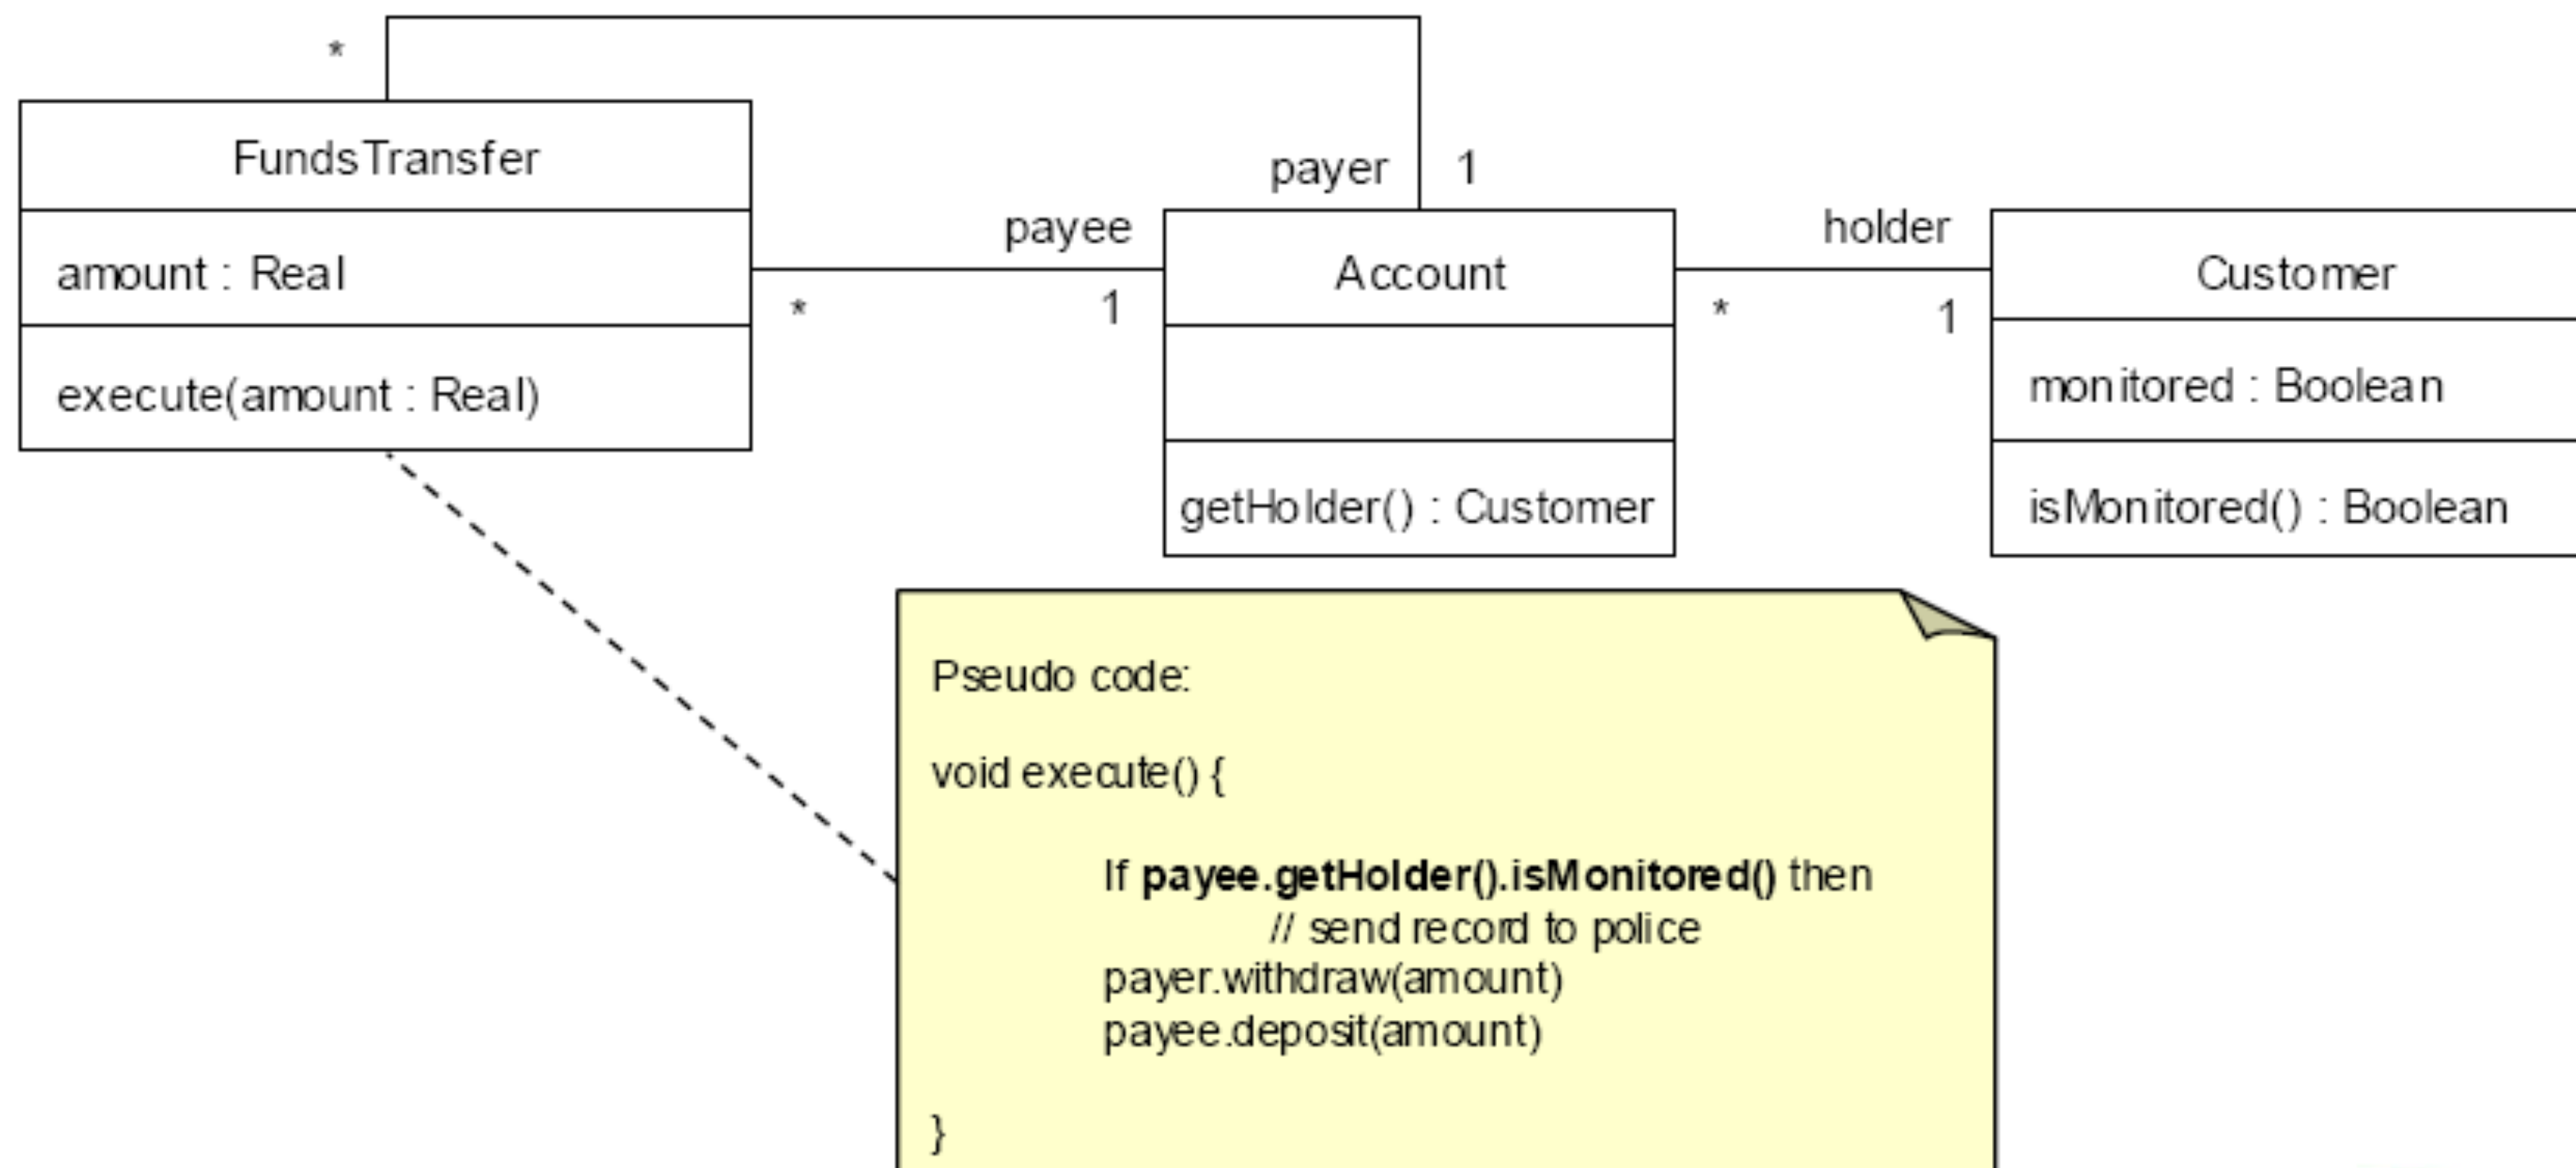 *
FundsTransfer
amount : Real
execute(amount : Real)
payer 1
payee
* 1
Account
getHolder() : Customer
holder
* 1
Customer
monitored : Boolean
isMonitored() : Boolean
Pseudo code:
void execute() {
If payee.getHolder().isMonitored() then
// send record to police
payer.withdraw(amount)
payee.deposit(amount)
}